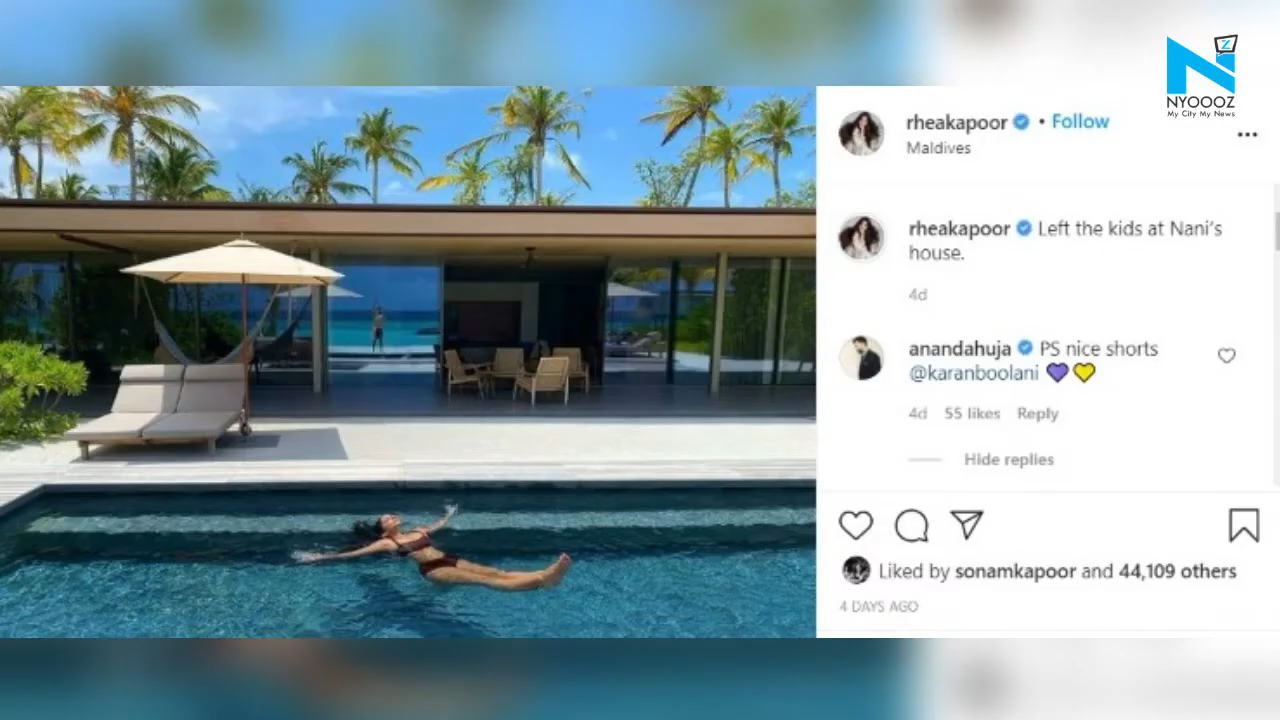 NYOOOZ
My City My News
rheakapoor • Follow
Maldives
rheakapoor Left the kids at Nani's
house.
4d
anandahuja PS nice shorts
@karanboolani 💜💛
4d 55 likes Reply
Hide replies
Liked by sonamkapoor and 44,109 others
4 DAYS AGO